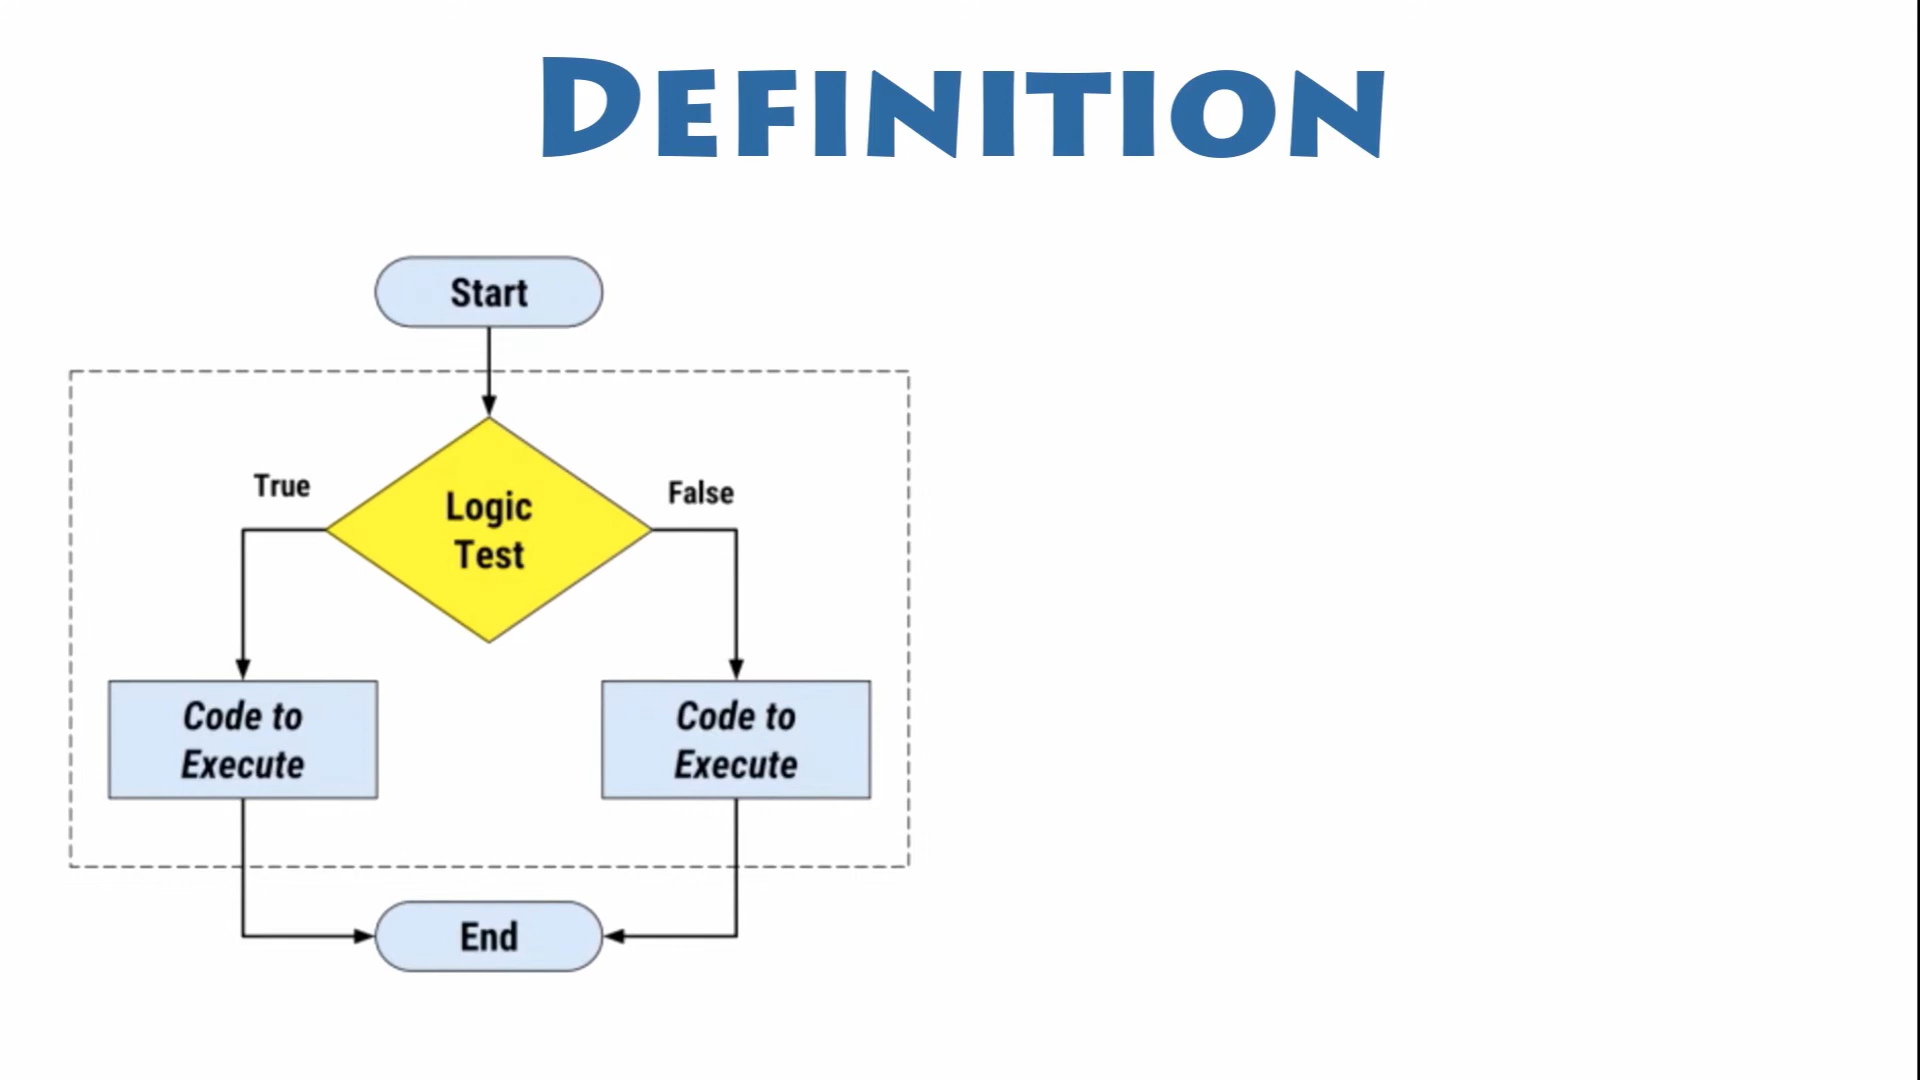 DEFINITION
Start
True
False
Logic
Test
Code to
Execute
Code to
Execute
End